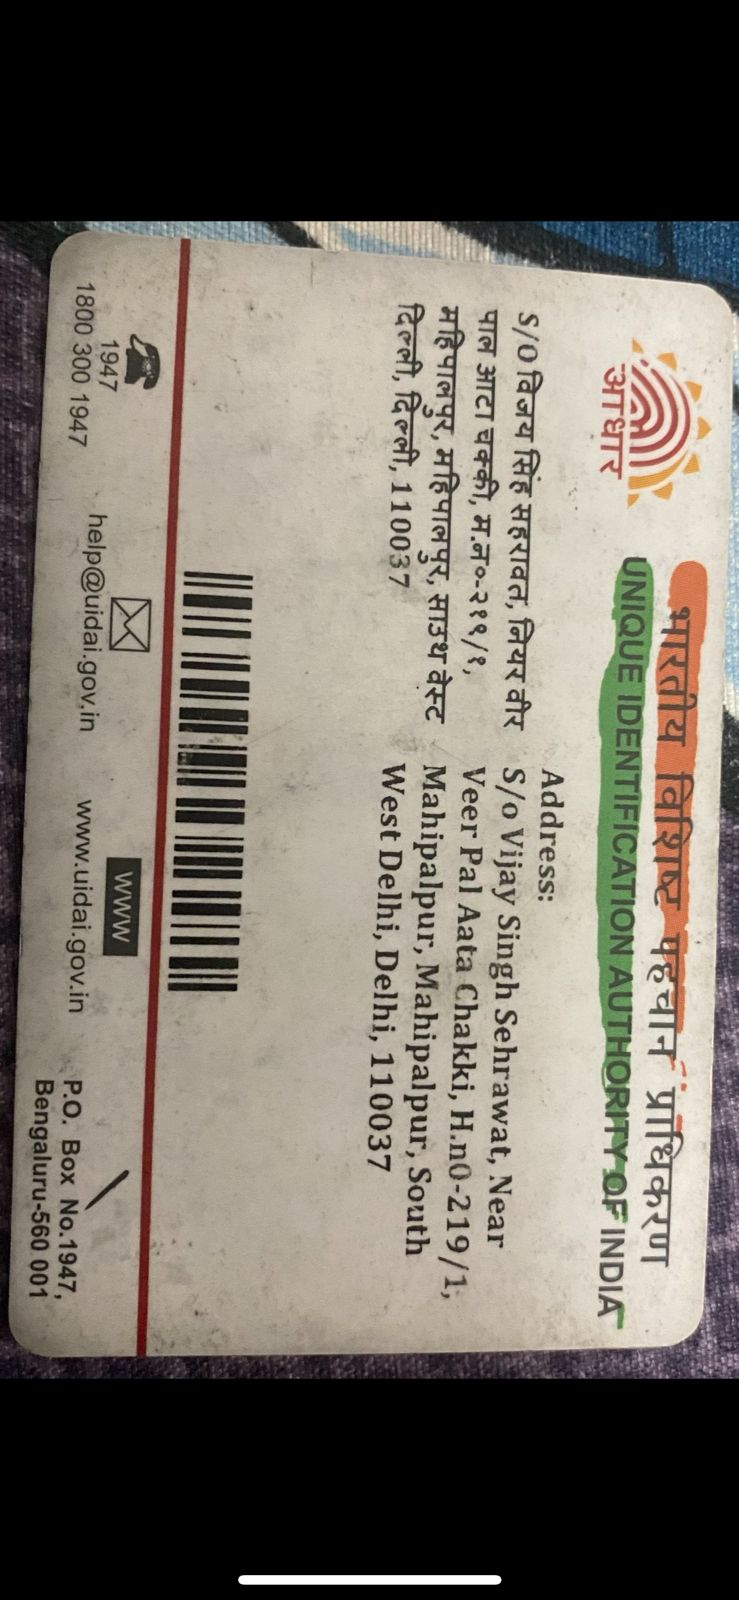 आधार
भारतीय विशिष्ट पहचान प्राधिकरण
UNIQUE IDENTIFICATION AUTHORITY OF INDIA
S/O विजय सिंह सहरावत, नियर वीर
पाल आटा चक्की, म.न०-२१९/१,
महिपालपुर, महिपालपुर, साउथ वेस्ट
दिल्ली, दिल्ली, 110037
Address:
S/o Vijay Singh Sehrawat, Near
Veer Pal Aata Chakki, H.n0-219/1,
Mahipalpur, Mahipalpur, South
West Delhi, Delhi, 110037
1947
1800 300 1947
help@uidai.gov.in
WWW
www.uidai.gov.in
P.O. Box No.1947,
Bengaluru-560 001